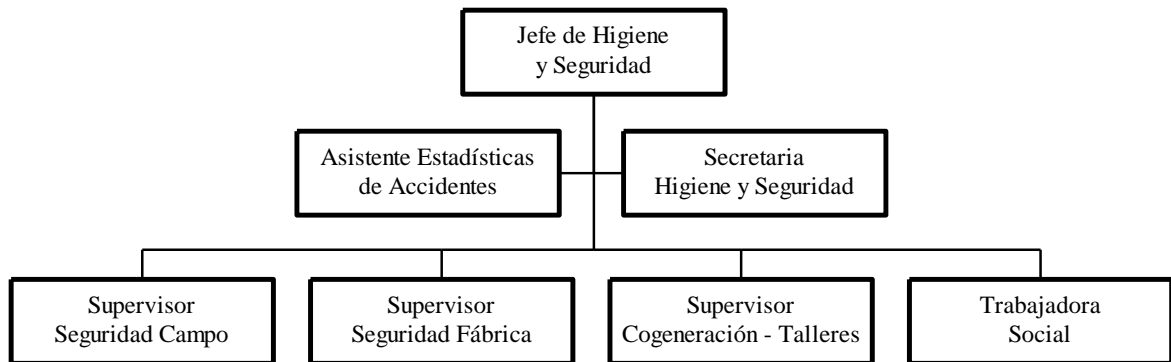 Jefe de Higiene
y Seguridad
Asistente Estadísticas
de Accidentes
Secretaria
Higiene y Seguridad
Supervisor
Seguridad Campo
Supervisor
Seguridad Fábrica
Supervisor
Cogeneración - Talleres
Trabajadora
Social